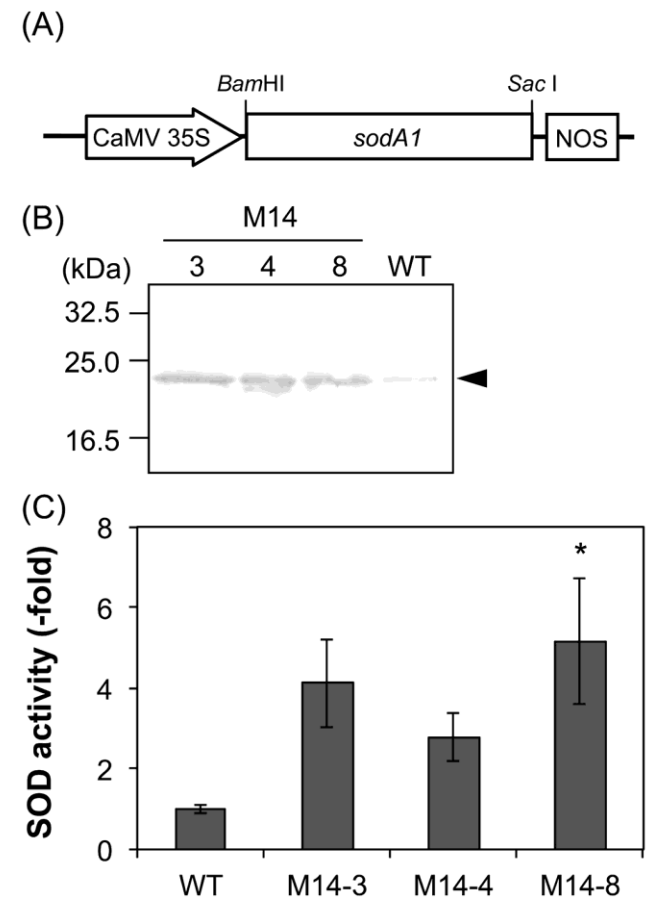 (A)
BamHI Sac I
CaMV 35S sodA1 NOS
(B)
M14
(kDa) 3 4 8 WT
32.5
25.0
16.5
(C)
SOD activity (-fold)
8
6
4
2
0
*
WT M14-3 M14-4 M14-8